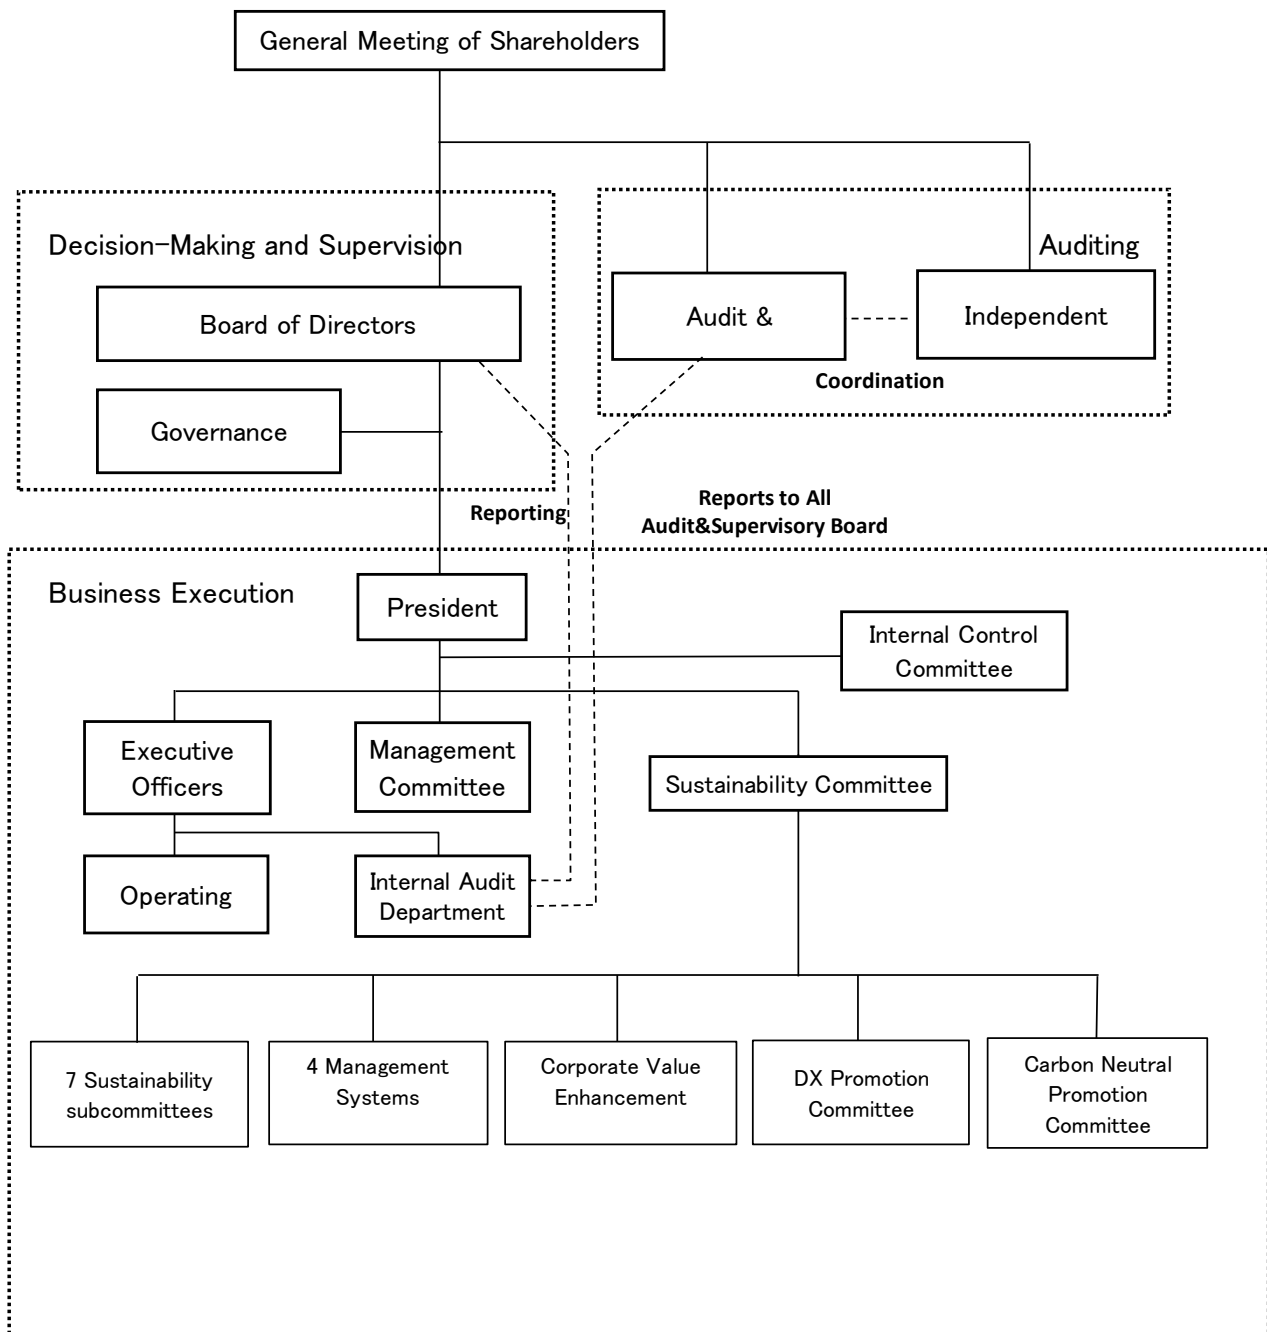 General Meeting of Shareholders
Decision-Making and Supervision
Auditing
Board of Directors
Audit &
Independent
Coordination
Governance
Reporting
Reports to All
Audit&Supervisory Board
Business Execution
President
Internal Control
Committee
Executive
Officers
Management
Committee
Sustainability Committee
Operating
Internal Audit
Department
7 Sustainability
subcommittees
4 Management
Systems
Corporate Value
Enhancement
DX Promotion
Committee
Carbon Neutral
Promotion
Committee